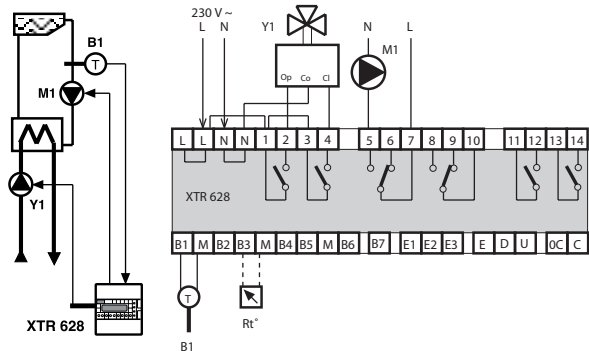 B1
T
M1
Y1
XTR 628
230 V ~
L N
Y1
N L
M1
Op Co Cl
L L N N 1 2 3 4 5 6 7 8 9 10 11 12 13 14
XTR 628
B1 M B2 B3 M B4 B5 M B6 B7 E1 E2 E3 E D U 0C C
T
B1
Rt°